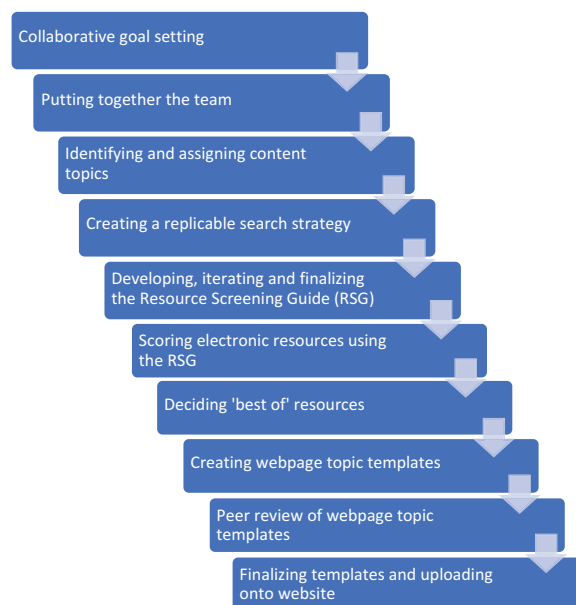 Collaborative goal setting
Putting together the team
Identifying and assigning content
topics
Creating a replicable search strategy
Developing, iterating and finalizing
the Resource Screening Guide (RSG)
Scoring electronic resources using
the RSG
Deciding 'best of' resources
Creating webpage topic templates
Peer review of webpage topic
templates
Finalizing templates and uploading
onto website